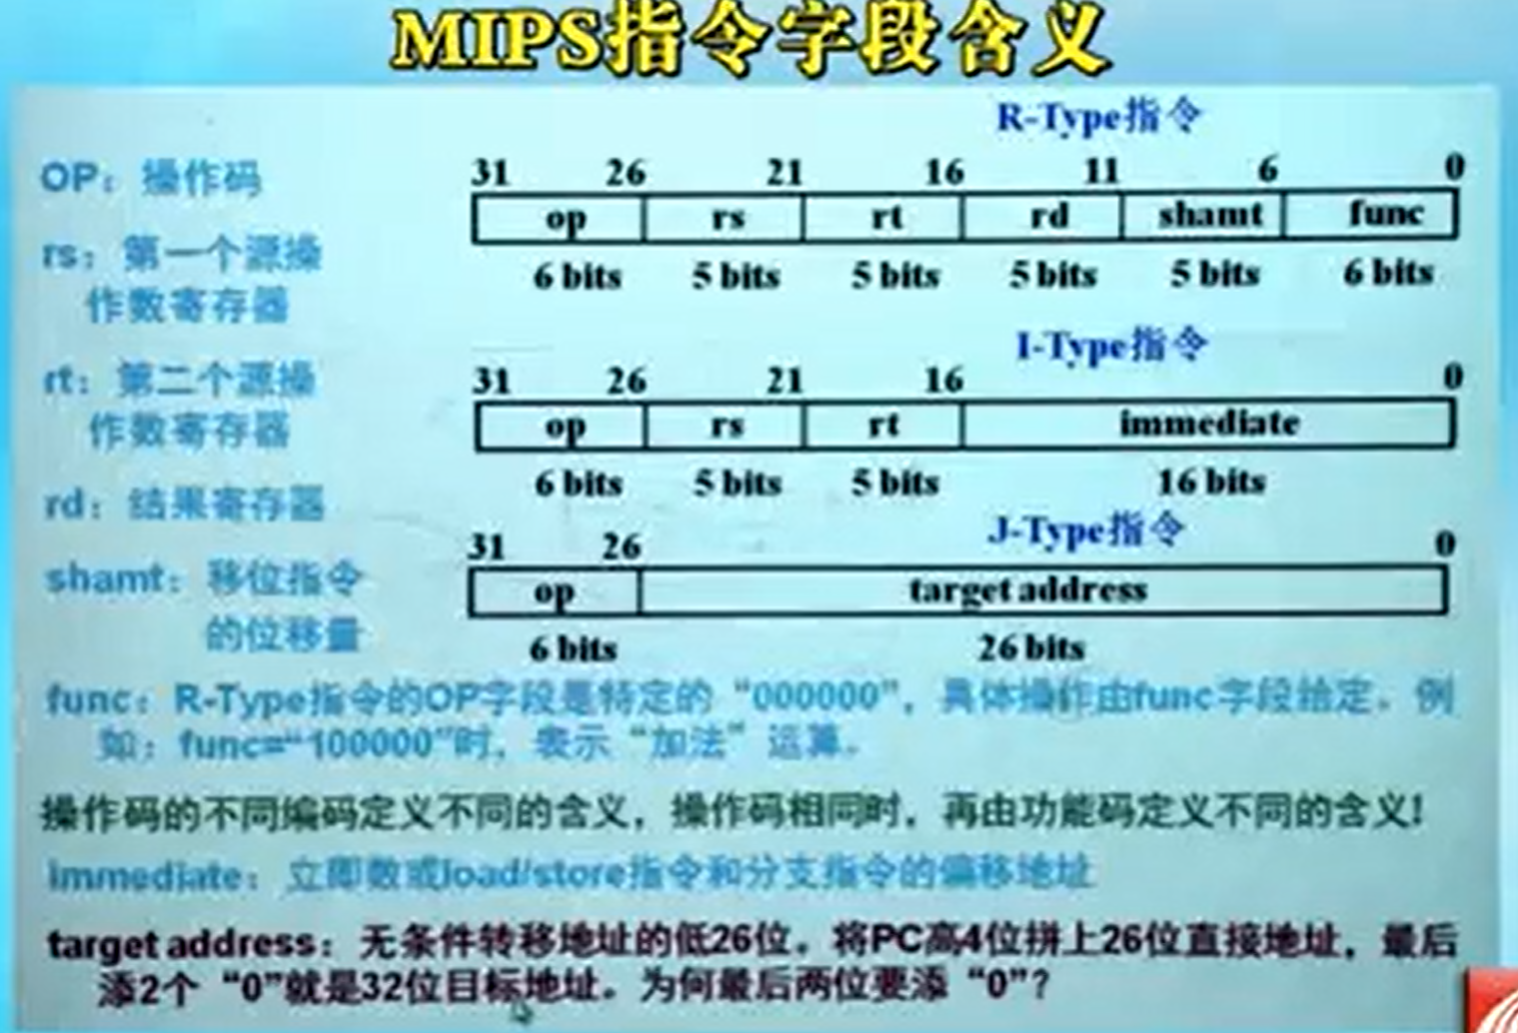 MIPS指令字段含义
R-Type指令
OP：操作码
31 26 21 16 11 6 0
op rs rt rd shamt func
6 bits 5 bits 5 bits 5 bits 5 bits 6 bits
rs：第一个源操
作数寄存器
I-Type指令
rt：第二个源操
作数寄存器
31 26 21 16 0
op rs rt immediate
6 bits 5 bits 5 bits 16 bits
rd：结果寄存器
J-Type指令
31 26 0
shamt：移位指令
的位移量
op target address
6 bits 26 bits
func：R-Type指令的OP字段是特定的“000000”，具体操作由func字段给定。例
如：func=“100000”时，表示“加法”运算。
操作码的不同编码定义不同的含义，操作码相同时，再由功能码定义不同的含义!
immediate：立即数或load/store指令和分支指令的偏移地址
target address：无条件转移地址的低26位。将PC高4位拼上26位直接地址，最后
添2个“0”就是32位目标地址。为何最后两位要添“0”？